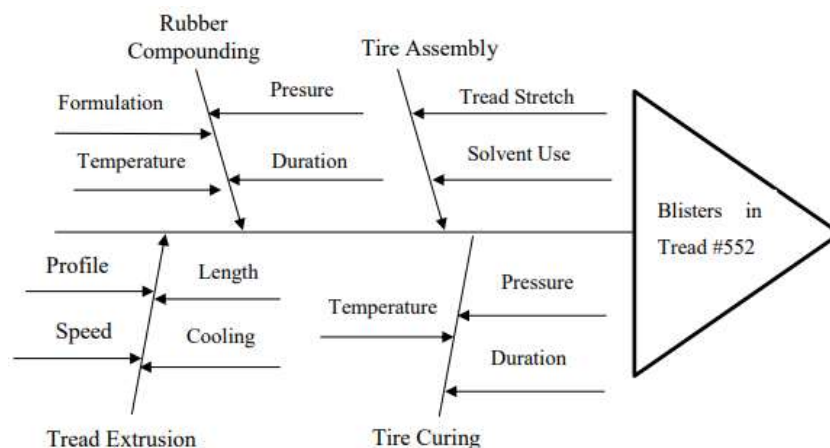 Rubber
Compounding
Tire Assembly
Formulation
Presure
Tread Stretch
Temperature
Duration
Solvent Use
Blisters in
Tread #552
Profile
Length
Pressure
Temperature
Speed
Cooling
Duration
Tread Extrusion
Tire Curing